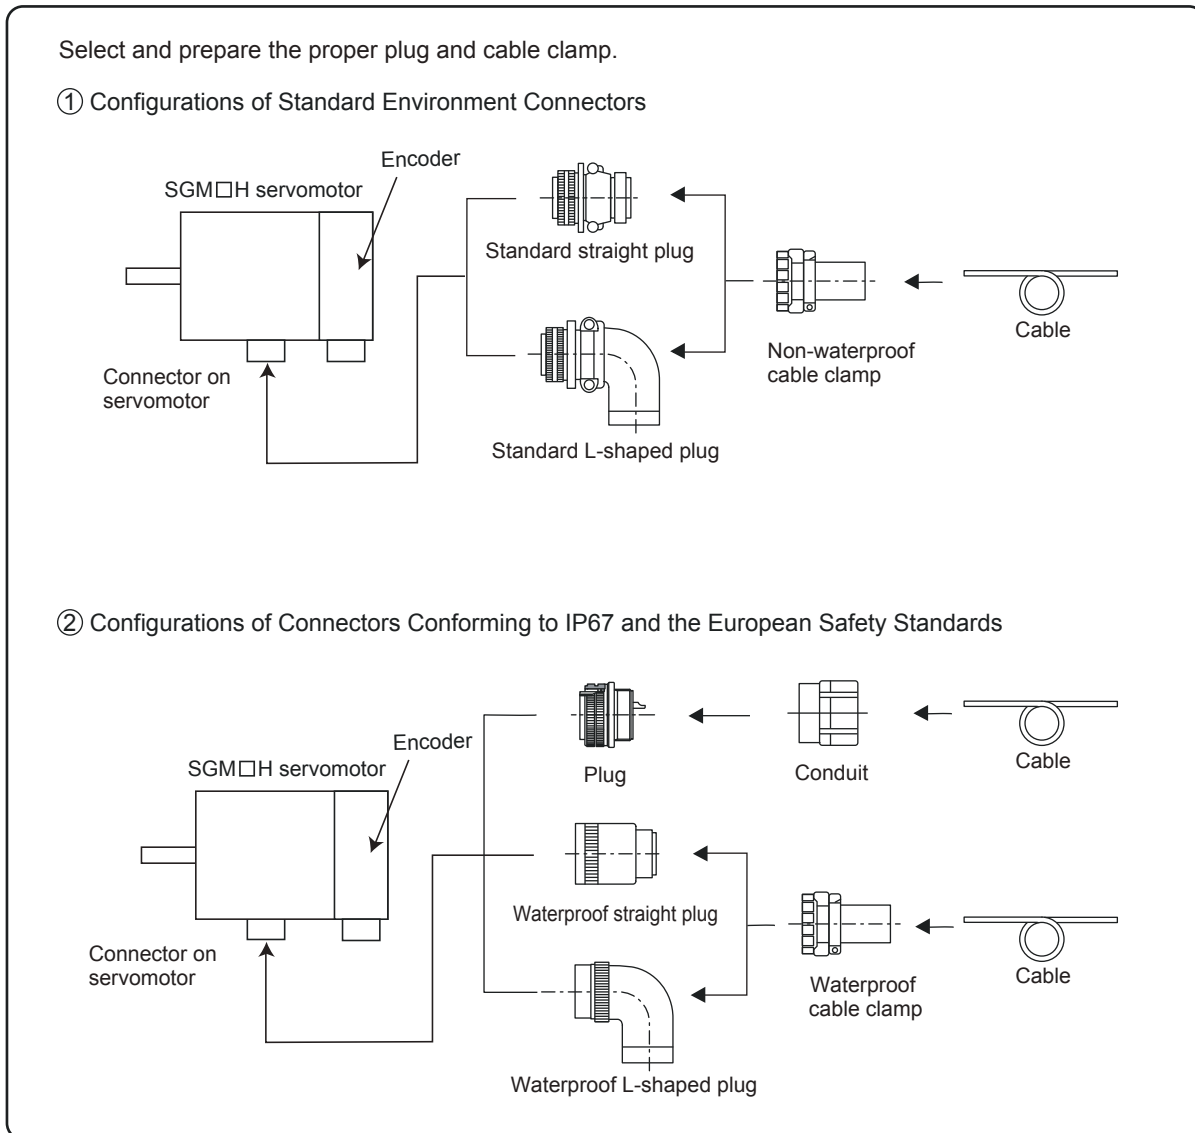 Select and prepare the proper plug and cable clamp.
① Configurations of Standard Environment Connectors
Encoder
SGM□H servomotor
Standard straight plug
Cable
Non-waterproof
cable clamp
Connector on
servomotor
Standard L-shaped plug
② Configurations of Connectors Conforming to IP67 and the European Safety Standards
Encoder
SGM□H servomotor
Plug
Conduit
Cable
Waterproof straight plug
Connector on
servomotor
Waterproof
cable clamp
Cable
Waterproof L-shaped plug